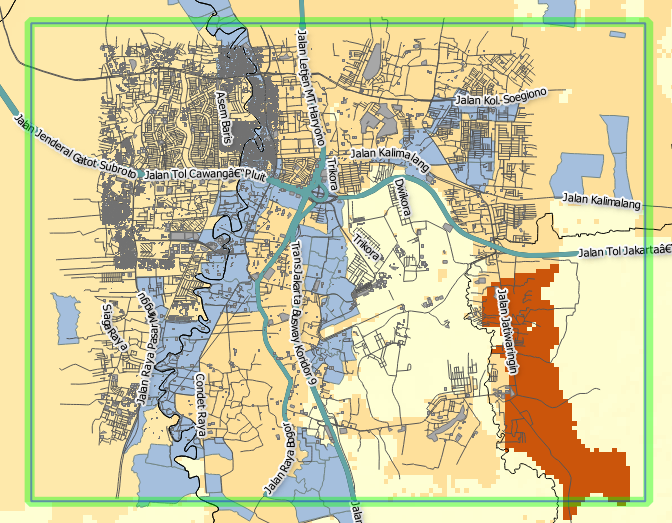 Jalan Letjen MT Haryono
Jalan Kol. Soegiono
Asem Baris
Jalan Jenderal Gatot Subroto
Jalan Tol Cawangâ€“Pluit
Jalan Kalimalang
Trikora
Dwikora
Jalan Kalimalang
Trikora
Jalan Tol Jakartaâ€
TransJakarta Busway Koridor 9
Siaga Raya
Jalan Raya Pasar Minggu
Jalan Jatiwaringin
Condet Raya
Jalan Raya Bogor
Jalan